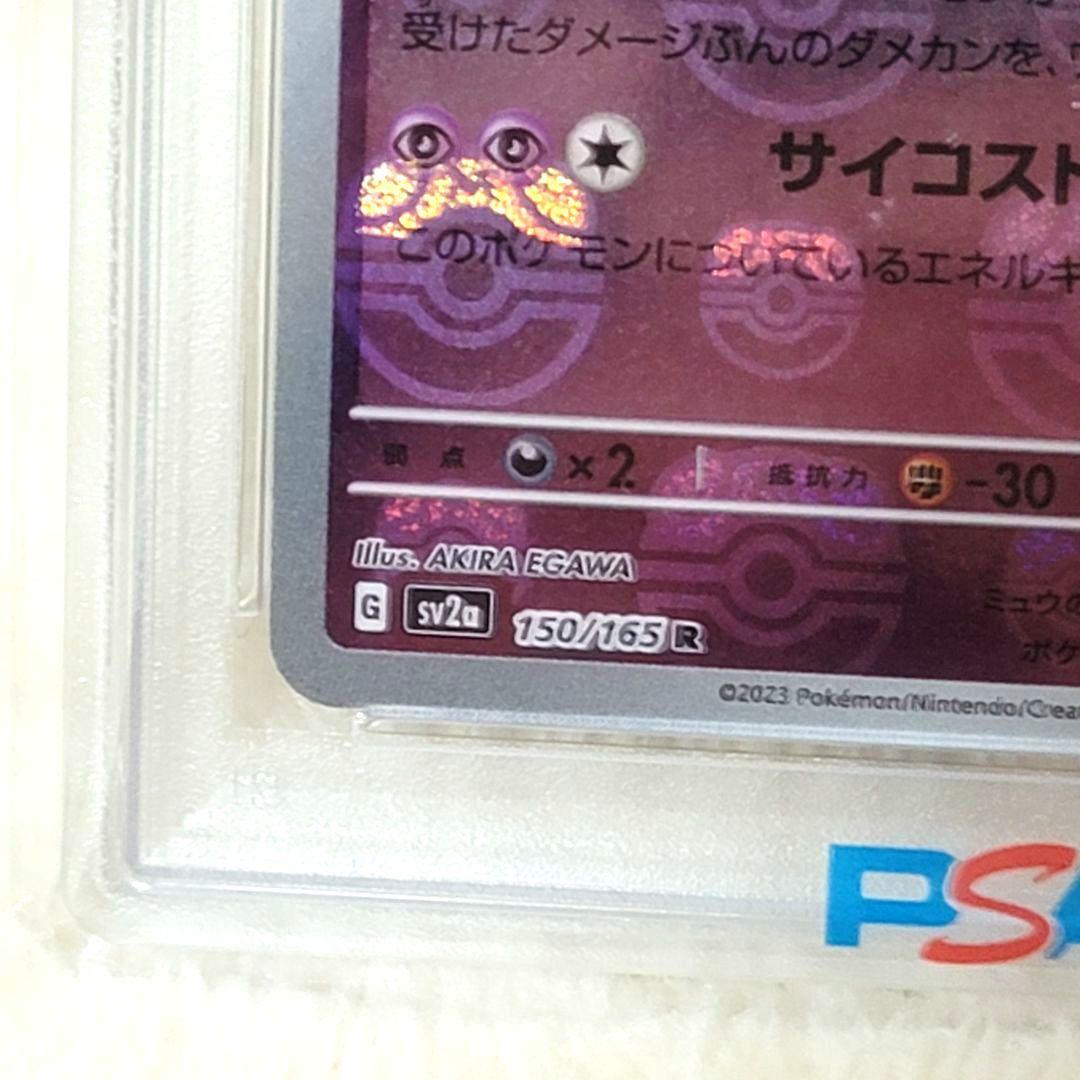 受けたダメージぶんのダメカンを、
サイコスト
このポケモンについているエネルギ
弱点 ×2 抵抗力 -30
Illus. AKIRA EGAWA
G sv2a 150/165 R
ミュウの
ポケ
©2023 Pokémon/Nintendo/Crea
PSA